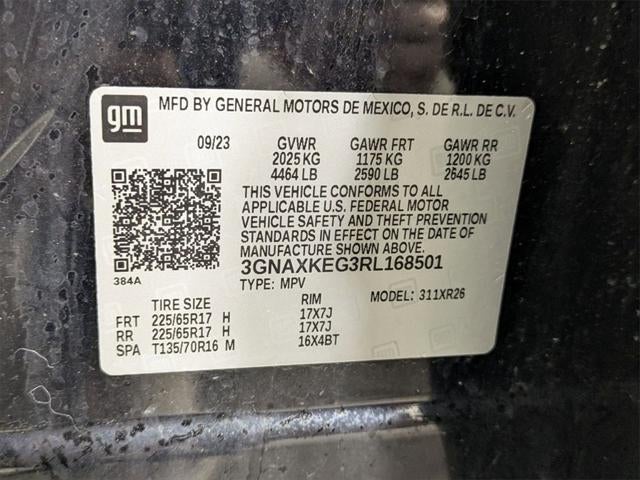 gm
MFD BY GENERAL MOTORS DE MEXICO, S. DE R.L. DE C.V.
09/23 GVWR GAWR FRT GAWR RR
2025 KG 1175 KG 1200 KG
4464 LB 2590 LB 2645 LB
THIS VEHICLE CONFORMS TO ALL
APPLICABLE U.S. FEDERAL MOTOR
VEHICLE SAFETY AND THEFT PREVENTION
STANDARDS IN EFFECT ON THE DATE OF
MANUFACTURE SHOWN ABOVE.
384A
3GNAXKEG3RL168501
TYPE: MPV MODEL: 311XR26
TIRE SIZE RIM
FRT 225/65R17 H 17X7J
RR 225/65R17 H 17X7J
SPA T135/70R16 M 16X4BT